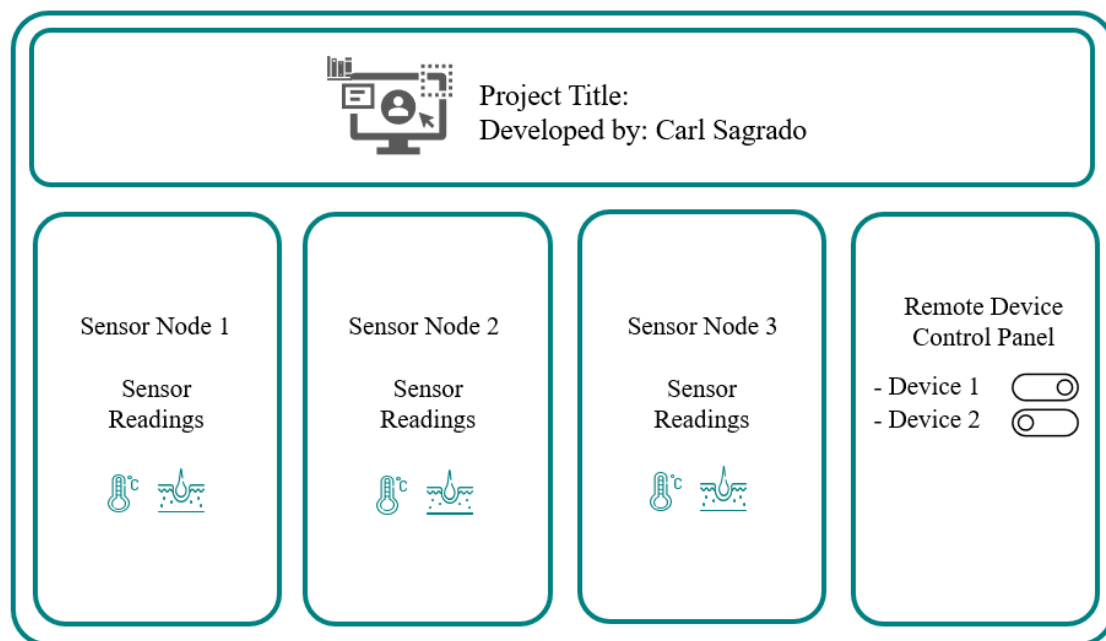 Project Title:
Developed by: Carl Sagrado
Sensor Node 1
Sensor
Readings
°C
Sensor Node 2
Sensor
Readings
°C
Sensor Node 3
Sensor
Readings
°C
Remote Device
Control Panel
- Device 1
- Device 2